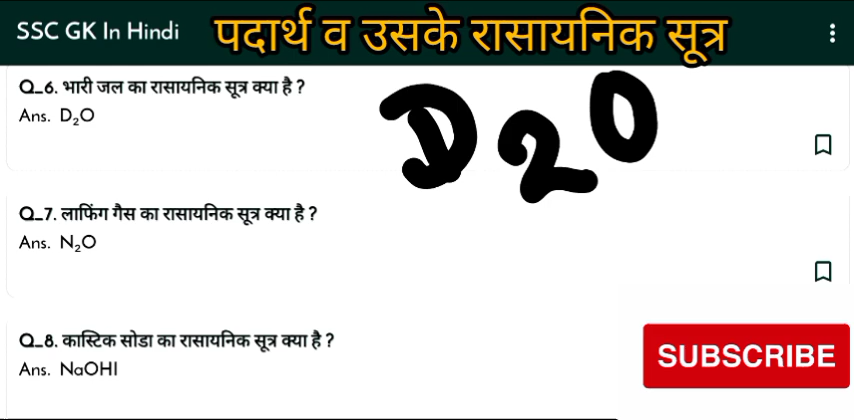 SSC GK In Hindi
पदार्थ व उसके रासायनिक सूत्र
Q_6. भारी जल का रासायनिक सूत्र क्या है ?
Ans. D₂O
D2O
Q_7. लाफिंग गैस का रासायनिक सूत्र क्या है ?
Ans. N₂O
Q_8. कास्टिक सोडा का रासायनिक सूत्र क्या है ?
Ans. NaOHI
SUBSCRIBE